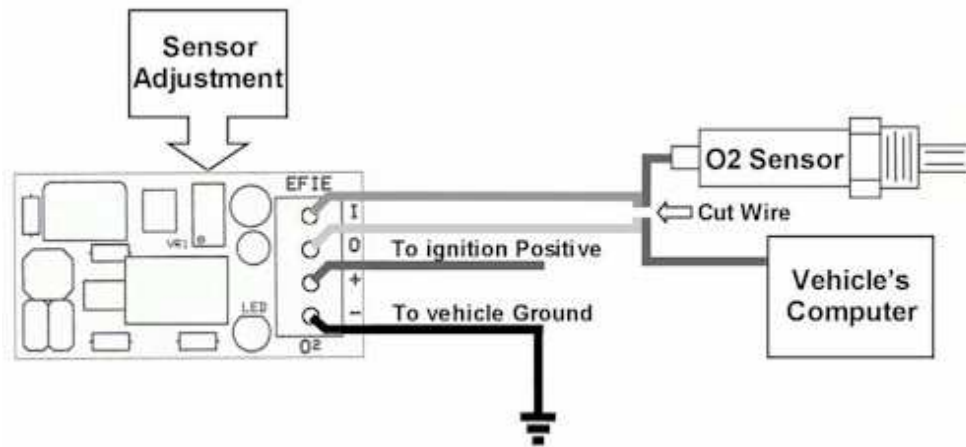 Sensor
Adjustment
EFIE
I
O
+
-
VR1
LED
O²
To ignition Positive
To vehicle Ground
O2 Sensor
Cut Wire
Vehicle's
Computer